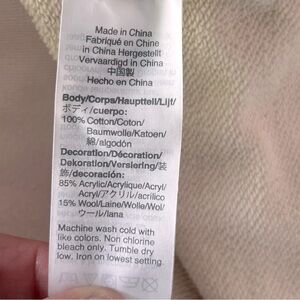 Made in China
Fabriqué en Chine
in China Hergestellt
Vervaardigd in China
中国製
Hecho en China
Body/Corps/Hauptteil/Lijf/
ボディ/cuerpo:
100% Cotton/Coton/
Baumwolle/Katoen/
綿/algodón
Decoration/Décoration/
Dekoration/Versiering/装
飾/decoración:
85% Acrylic/Acrylique/Acryl/
Acryl/アクリル/acrílico
15% Wool/Laine/Wolle/Wol/
ウール/lana
Machine wash cold with
like colors. Non chlorine
bleach only. Tumble dry
low. Iron on lowest setting.